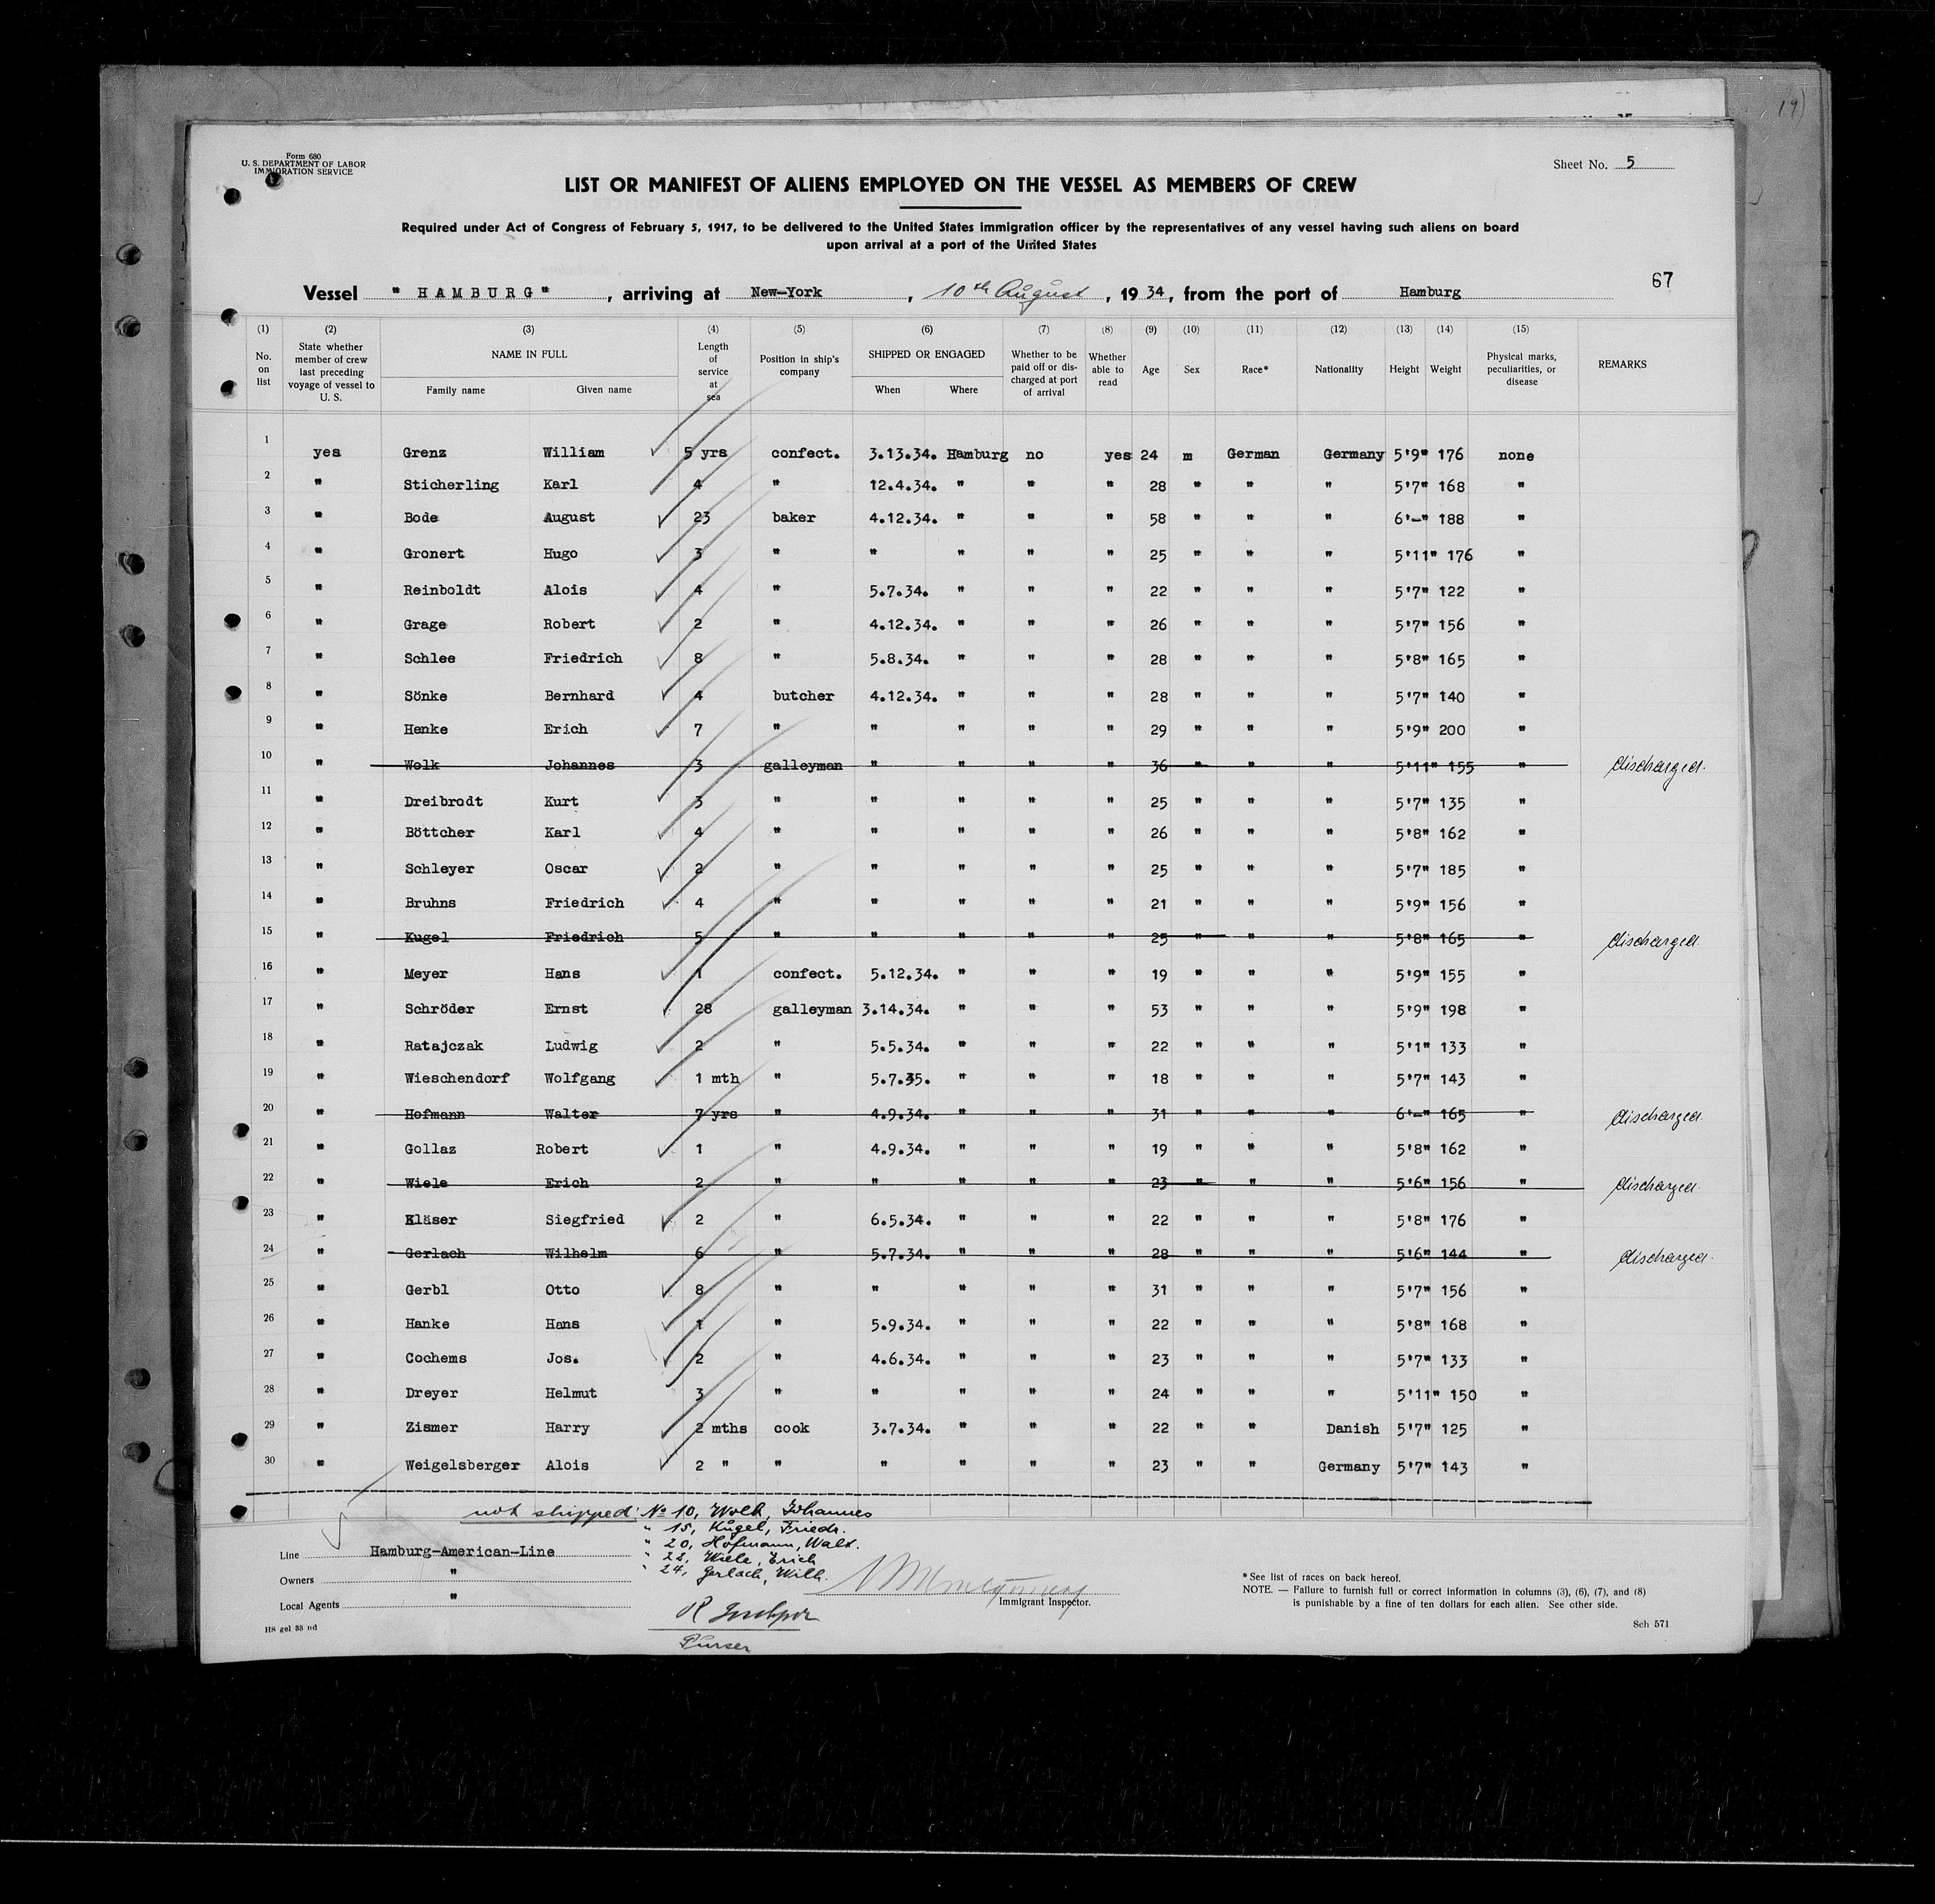 19
Form 680
U. S. DEPARTMENT OF LABOR
IMMIGRATION SERVICE
Sheet No. 5
LIST OR MANIFEST OF ALIENS EMPLOYED ON THE VESSEL AS MEMBERS OF CREW
Required under Act of Congress of February 5, 1917, to be delivered to the United States immigration officer by the representatives of any vessel having such aliens on board
upon arrival at a port of the United States
67
Vessel " HAMBURG" , arriving at New-York , 10th August , 19 34, from the port of Hamburg
(1) (2) (3) (4) (5) (6) (7) (8) (9) (10) (11) (12) (13) (14) (15)
No. on list State whether member of crew last preceding voyage of vessel to U. S. NAME IN FULL Family name Given name Length of service at sea Position in ship's company SHIPPED OR ENGAGED When Where Whether to be paid off or discharged at port of arrival Whether able to read Age Sex Race* Nationality Height Weight Physical marks, peculiarities, or disease REMARKS
1 yes Grenz William 5 yrs confect. 3.13.34. Hamburg no yes 24 m German Germany 5'9" 176 none
2 " Sticherling Karl 4 " 12.4.34. " " " 28 " " " 5'7" 168 "
3 " Bode August 23 baker 4.12.34. " " " 58 " " " 6'-" 188 "
4 " Gronert Hugo 3 " " " " " 25 " " " 5'11" 176 "
5 " Reinboldt Alois 4 " 5.7.34. " " " 22 " " " 5'7" 122 "
6 " Grage Robert 2 " 4.12.34. " " " 26 " " " 5'7" 156 "
7 " Schlee Friedrich 8 " 5.8.34. " " " 28 " " " 5'8" 165 "
8 " Sönke Bernhard 4 butcher 4.12.34. " " " 28 " " " 5'7" 140 "
9 " Henke Erich 7 " " " " " 29 " " " 5'9" 200 "
10 " Wolk Johannes 3 galleyman " " " " 36 " " " 5'11" 155 " discharged.
11 " Dreibrodt Kurt 3 " " " " " 25 " " " 5'7" 135 "
12 " Böttcher Karl 4 " " " " " 26 " " " 5'8" 162 "
13 " Schleyer Oscar 2 " " " " " 25 " " " 5'7" 185 "
14 " Bruhns Friedrich 4 " " " " " 21 " " " 5'9" 156 "
15 " Kugel Friedrich 5 " " " " " 25 " " " 5'8" 165 " discharged.
16 " Meyer Hans 1 confect. 5.12.34. " " " 19 " " " 5'9" 155 "
17 " Schröder Ernst 28 galleyman 3.14.34. " " " 53 " " " 5'9" 198 "
18 " Ratajczak Ludwig 2 " 5.5.34. " " " 22 " " " 5'1" 133 "
19 " Wieschendorf Wolfgang 1 mth " 5.7.35. " " " 18 " " " 5'7" 143 "
20 " Hofmann Walter 7 yrs " 4.9.34. " " " 31 " " " 6'-" 165 " discharged.
21 " Gollaz Robert 1 " 4.9.34. " " " 19 " " " 5'8" 162 "
22 " Wiele Erich 2 " " " " " 23 " " " 5'6" 156 " discharged.
23 " Kläser Siegfried 2 " 6.5.34. " " " 22 " " " 5'8" 176 "
24 " Gerlach Wilhelm 6 " 5.7.34. " " " 28 " " " 5'6" 144 " discharged.
25 " Gerbl Otto 8 " " " " " 31 " " " 5'7" 156 "
26 " Hanke Hans 1 " 5.9.34. " " " 22 " " " 5'8" 168 "
27 " Cochems Jos. 2 " 4.6.34. " " " 23 " " " 5'7" 133 "
28 " Dreyer Helmut 3 " " " " " 24 " " " 5'11" 150 "
29 " Zismer Harry 2 mths cook 3.7.34. " " " 22 " " Danish 5'7" 125 "
30 " Weigelsberger Alois 2 " " " " " " 23 " " Germany 5'7" 143 "
not shipped: No 10, Wolk, Johannes
" 15, Kugel, Friedr.
" 20, Hofmann, Walt.
" 22, Wiele, Erich
" 24, Gerlach, Wilh.
Line Hamburg-American-Line
Owners "
Local Agents "
Montgomery
Immigrant Inspector.
Purser
* See list of races on back hereof.
NOTE. — Failure to furnish full or correct information in columns (3), (6), (7), and (8)
is punishable by a fine of ten dollars for each alien. See other side.
HS gel 33 nd
Sch 571